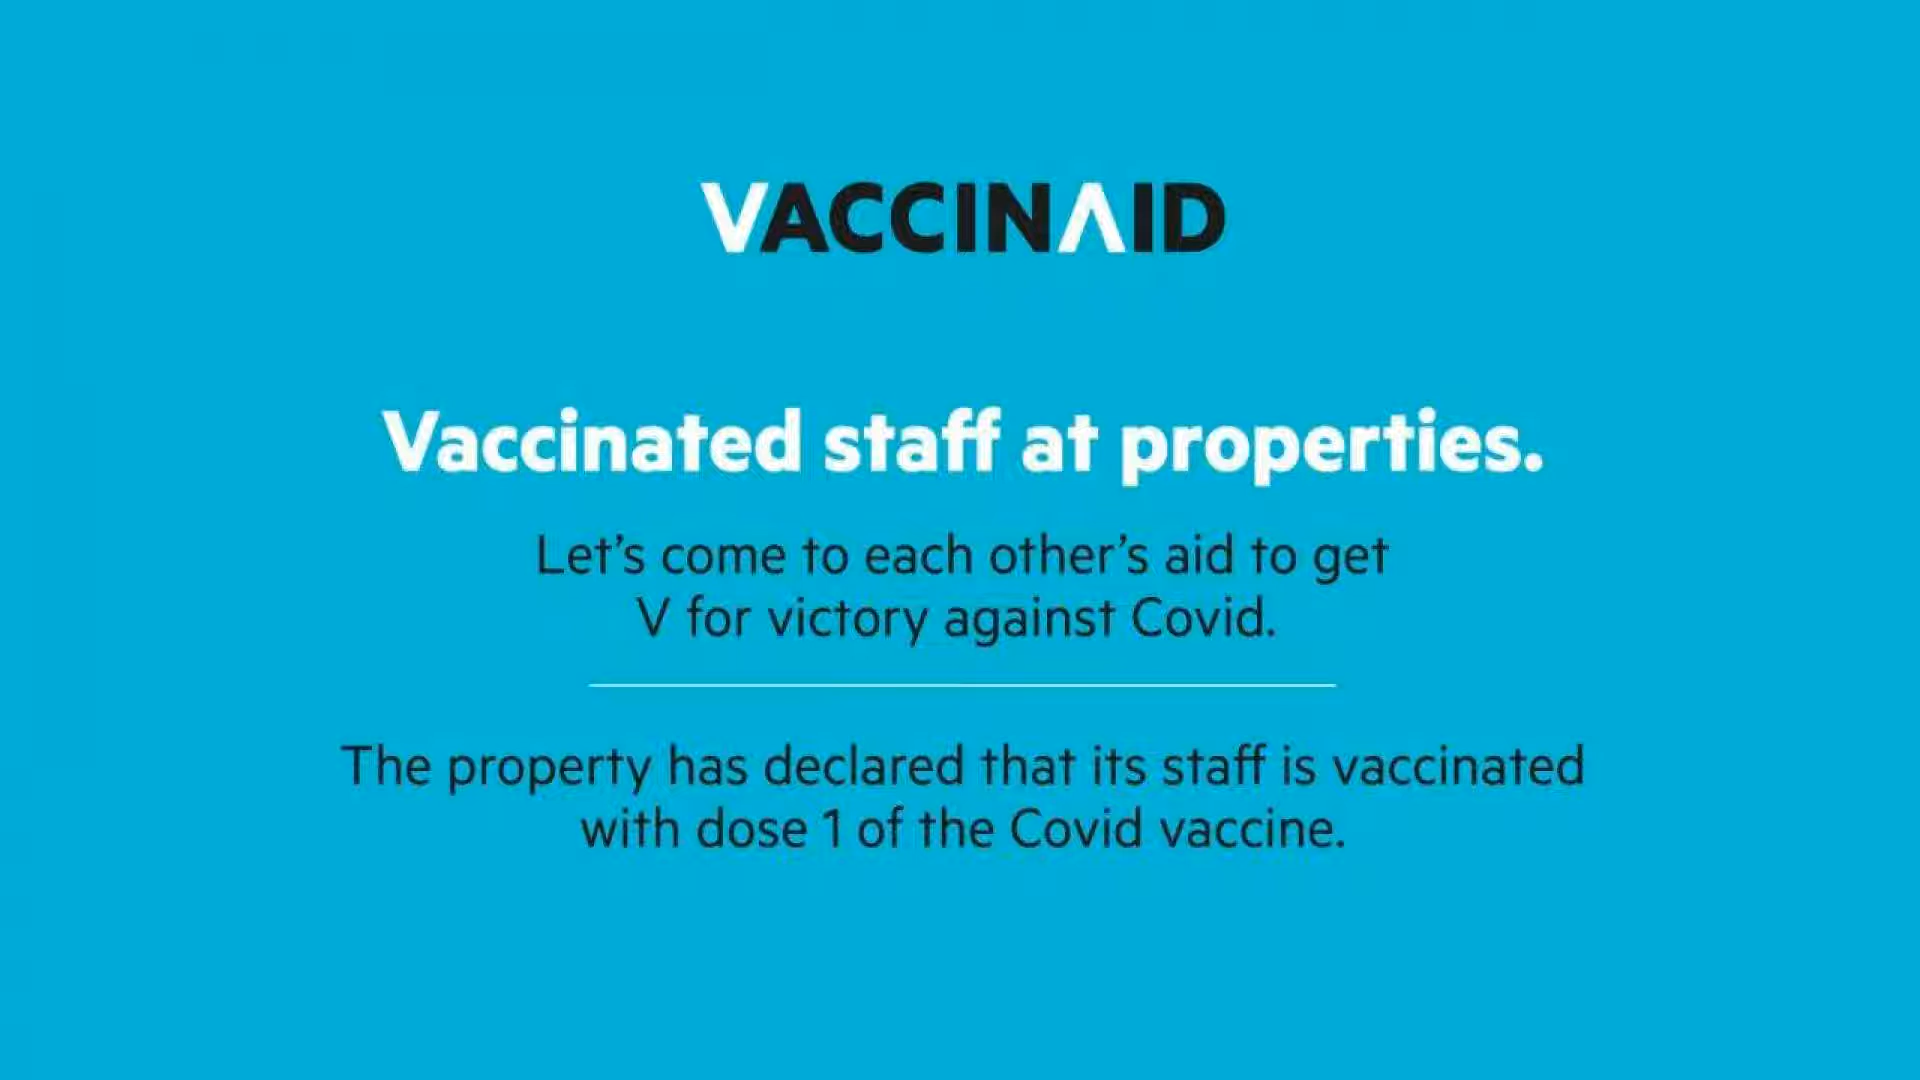 VACCINAID
Vaccinated staff at properties.
Let’s come to each other’s aid to get
V for victory against Covid.
The property has declared that its staff is vaccinated
with dose 1 of the Covid vaccine.